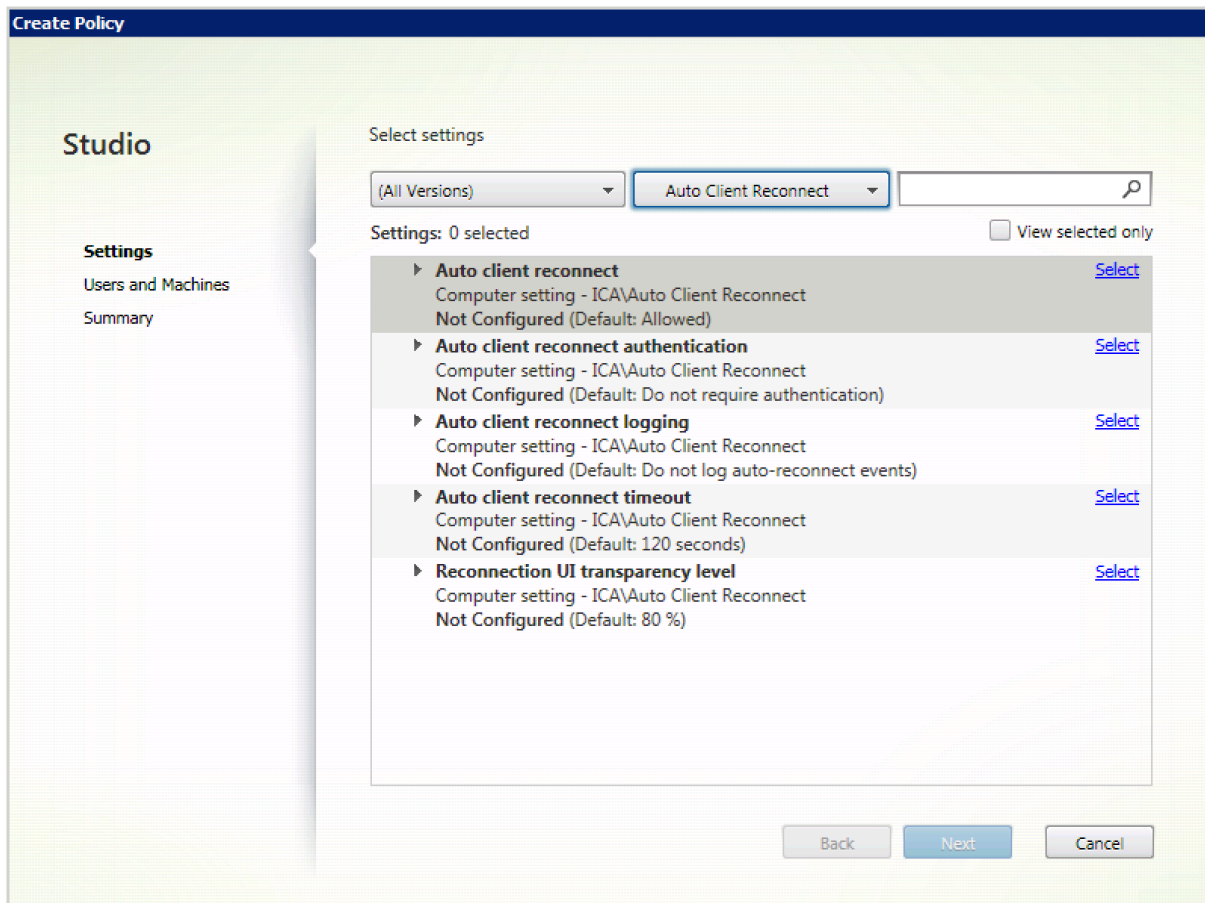 Create Policy
Studio
Settings
Users and Machines
Summary
Select settings
(All Versions)
Auto Client Reconnect
Settings: 0 selected
View selected only
Auto client reconnect
Select
Computer setting - ICA\Auto Client Reconnect
Not Configured (Default: Allowed)
Auto client reconnect authentication
Select
Computer setting - ICA\Auto Client Reconnect
Not Configured (Default: Do not require authentication)
Auto client reconnect logging
Select
Computer setting - ICA\Auto Client Reconnect
Not Configured (Default: Do not log auto-reconnect events)
Auto client reconnect timeout
Select
Computer setting - ICA\Auto Client Reconnect
Not Configured (Default: 120 seconds)
Reconnection UI transparency level
Select
Computer setting - ICA\Auto Client Reconnect
Not Configured (Default: 80 %)
Back
Next
Cancel